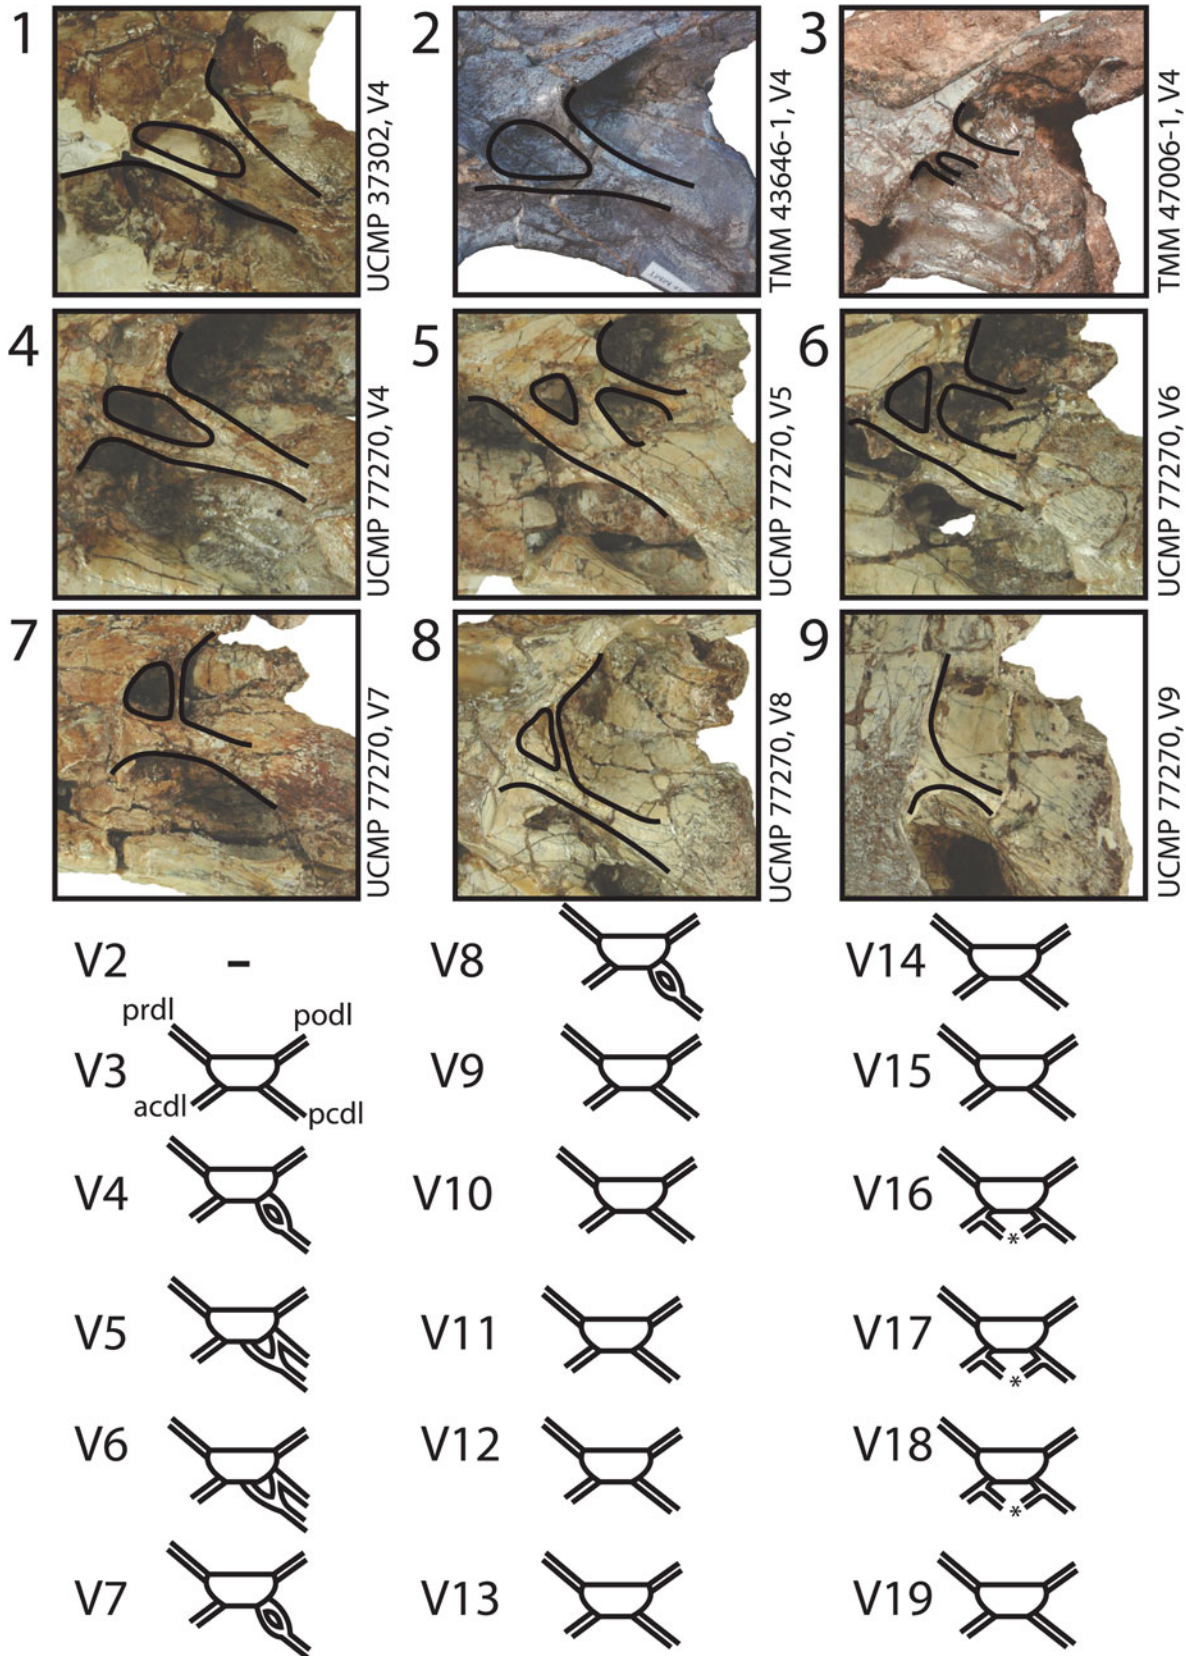 1
UCMP 37302, V4
2
TMM 43646-1, V4
3
TMM 47006-1, V4
4
UCMP 77270, V4
5
UCMP 77270, V5
6
UCMP 77270, V6
7
UCMP 77270, V7
8
UCMP 77270, V8
9
UCMP 77270, V9
V2 -
prdl podl
V3
acdl pcdl
V4
V5
V6
V7
V8
V9
V10
V11
V12
V13
V14
V15
V16
*
V17
*
V18
*
V19